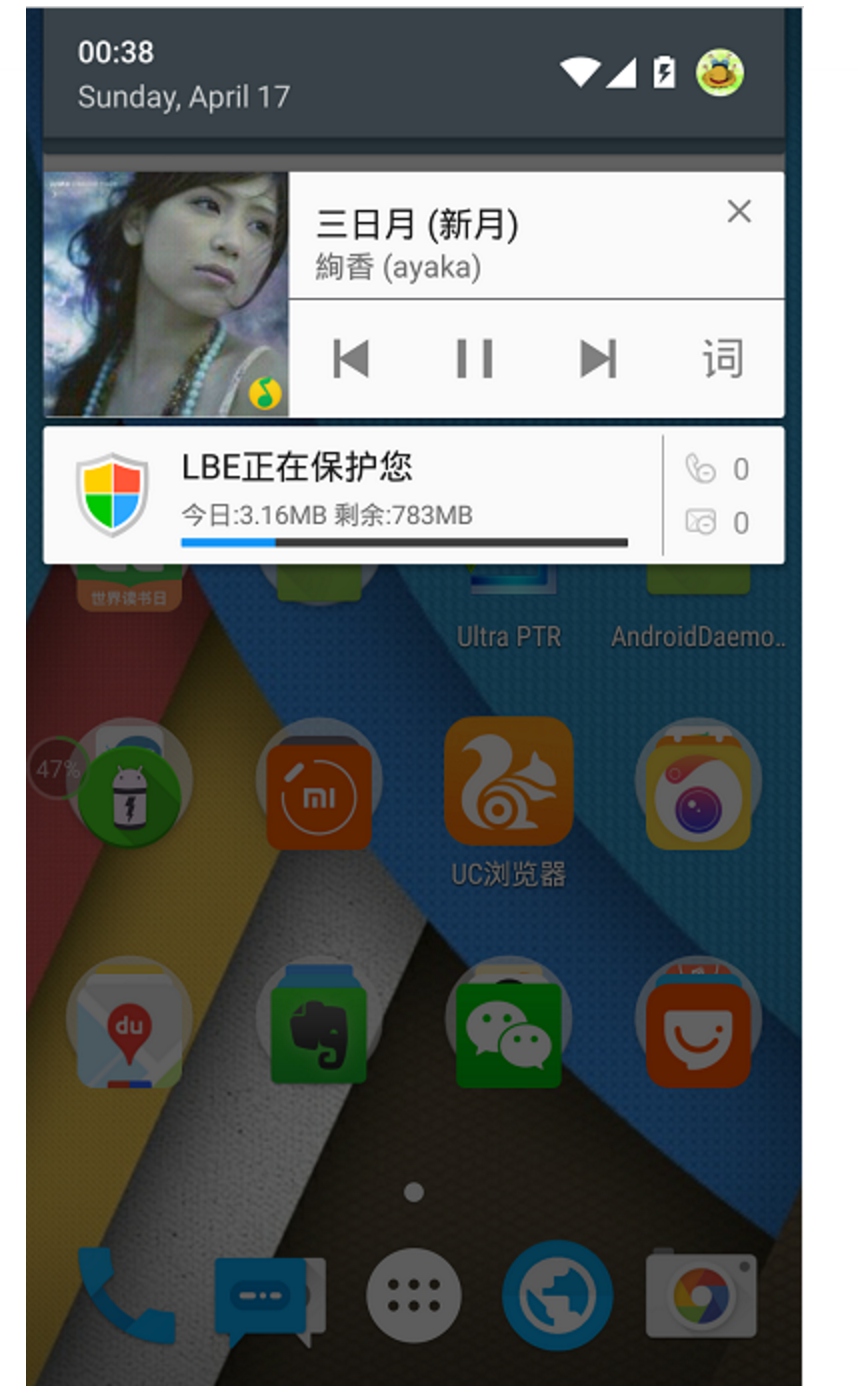 00:38
Sunday, April 17
三日月 (新月)
絢香 (ayaka)
词
LBE正在保护您
今日:3.16MB 剩余:783MB
0
0
世界读书日
Ultra PTR
AndroidDaemo..
47%
mi
UC浏览器
du